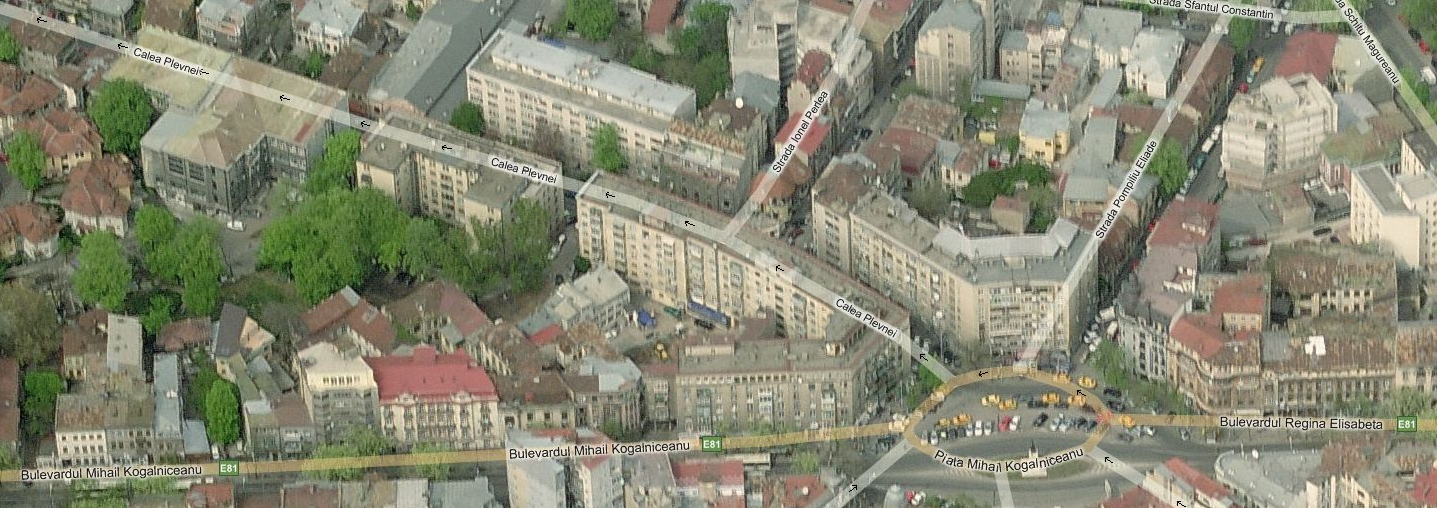 Strada Sfantul Constantin
Strada Schitu Magureanu
Calea Plevnei
Calea Plevnei
Strada Ionel Perlea
Strada Pompiliu Eliade
Calea Plevnei
Bulevardul Regina Elisabeta
E81
Bulevardul Mihail Kogalniceanu
E81
Bulevardul Mihail Kogalniceanu
E81
Piata Mihail Kogalniceanu